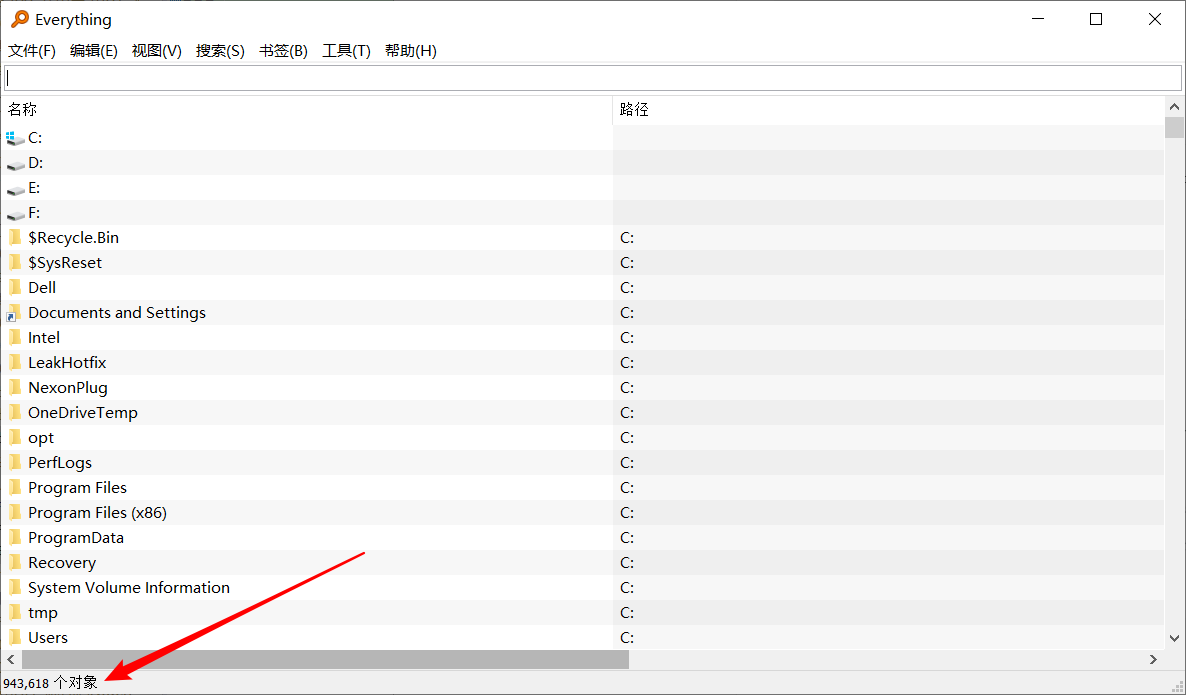 Everything
文件(F) 编辑(E) 视图(V) 搜索(S) 书签(B) 工具(T) 帮助(H)
名称 路径
C:
D:
E:
F:
$Recycle.Bin C:
$SysReset C:
Dell C:
Documents and Settings C:
Intel C:
LeakHotfix C:
NexonPlug C:
OneDriveTemp C:
opt C:
PerfLogs C:
Program Files C:
Program Files (x86) C:
ProgramData C:
Recovery C:
System Volume Information C:
tmp C:
Users C:
943,618 个对象